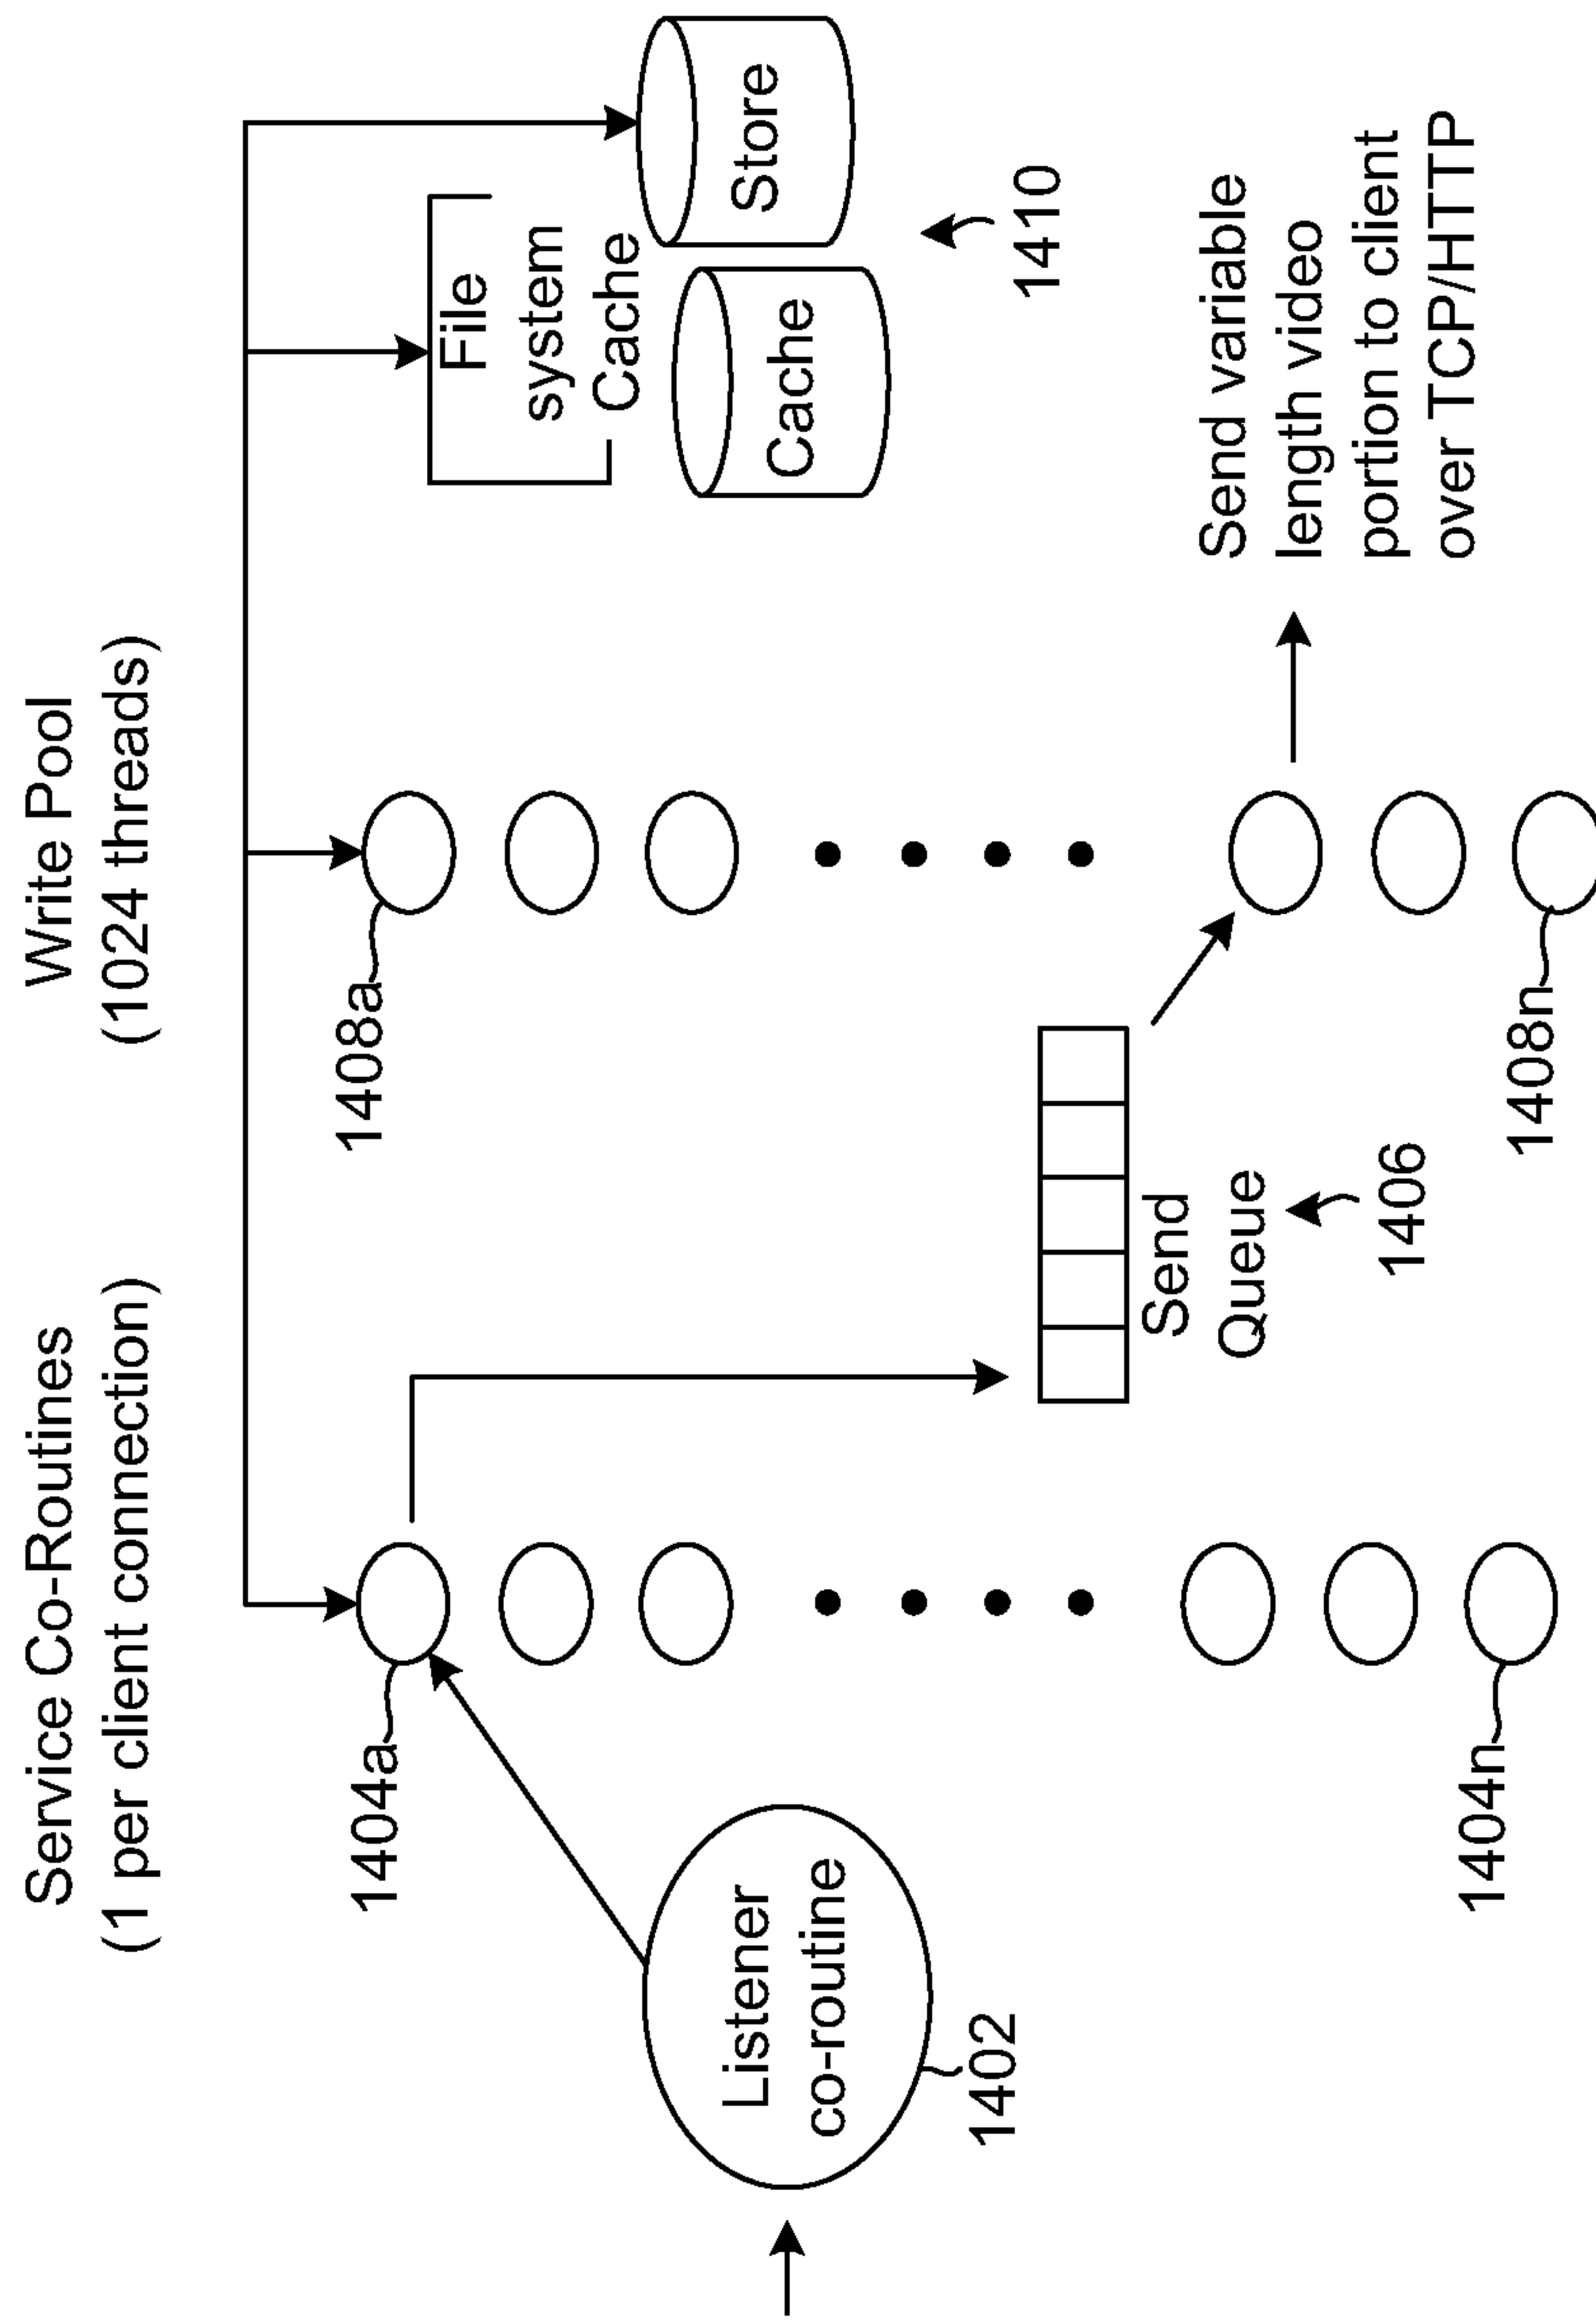 Service Co-Routines
(1 per client connection)
Write Pool
(1024 threads)
1404a
1408a
File
system
Cache
Cache
Store
1410
Listener
co-routine
1402
Send
Queue
1406
Send variable
length video
portion to client
over TCP/HTTP
1404n
1408n